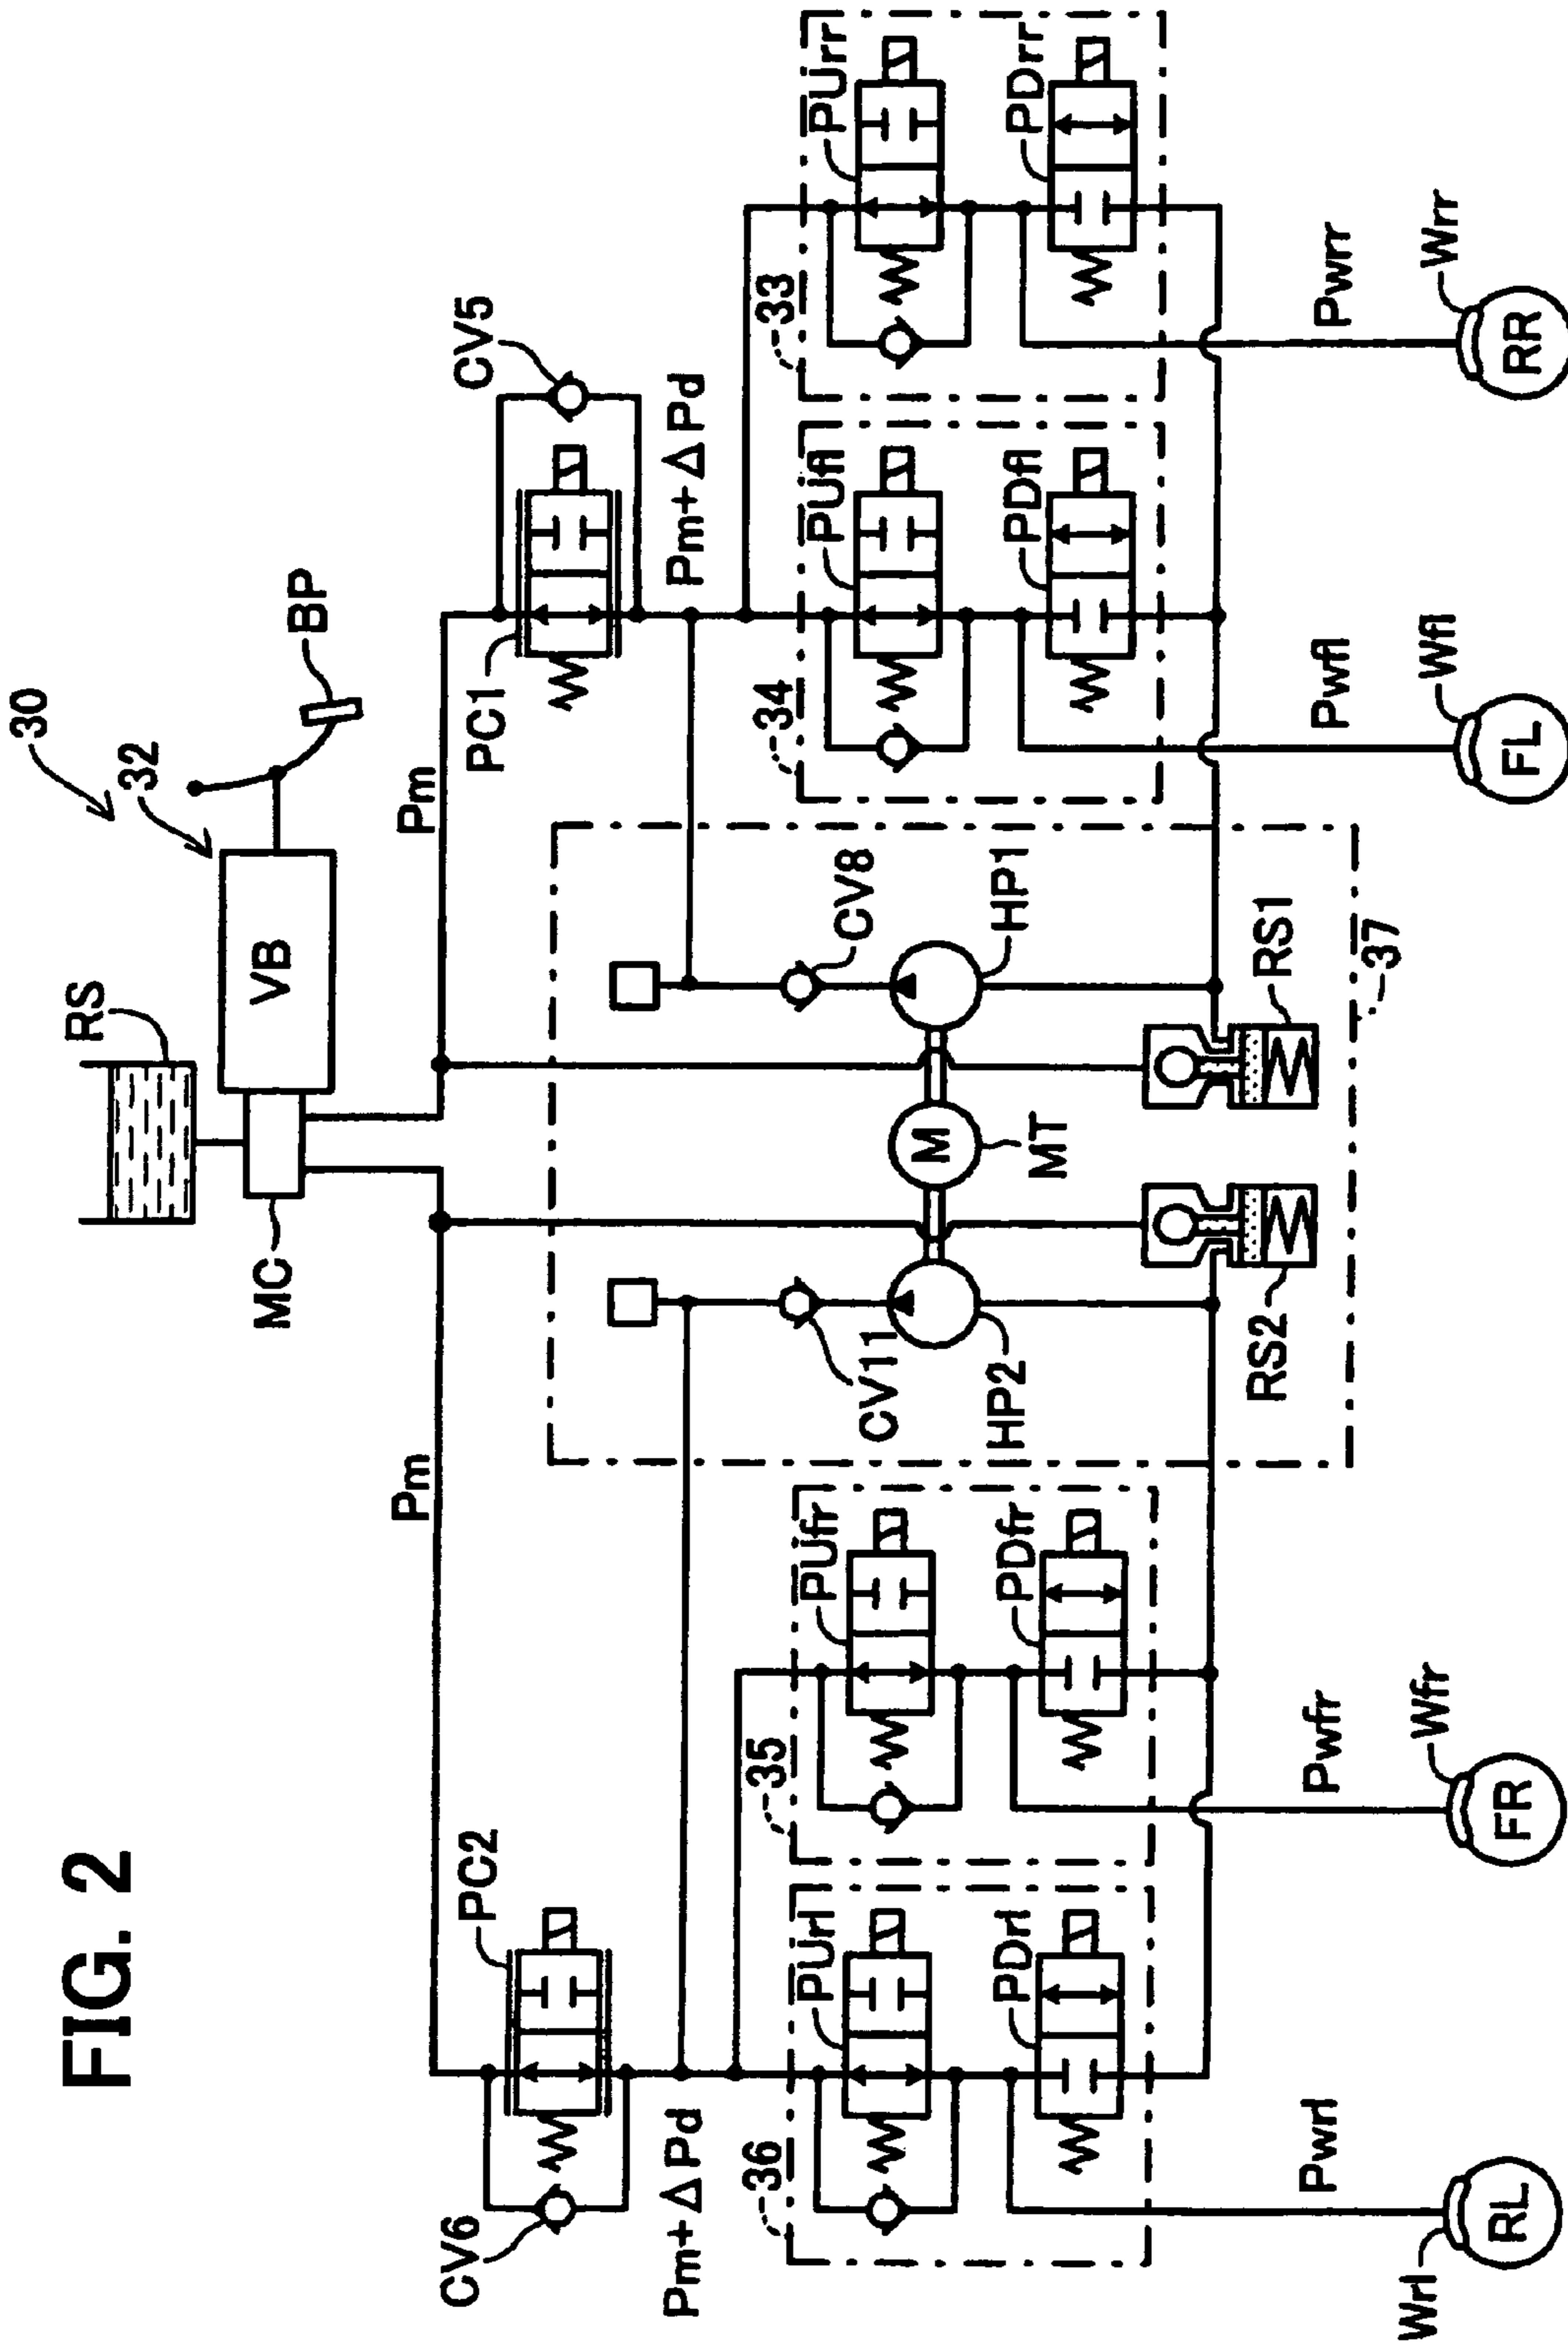 FIG. 2
30
32
RS
VB
BP
MC
Pm
Pm
PC2
CV6
PC1
CV5
Pm+ΔPd
Pm+ΔPd
36
PUrl
PDrl
35
PUfr
PDfr
CV11
HP2
M
MT
CV8
HP1
34
PUfl
PDfl
33
PUrr
PDrr
RS2
RS1
37
Pwrl
Wrl
RL
Pwfr
Wfr
FR
Pwfl
Wfl
FL
Pwrr
Wrr
RR